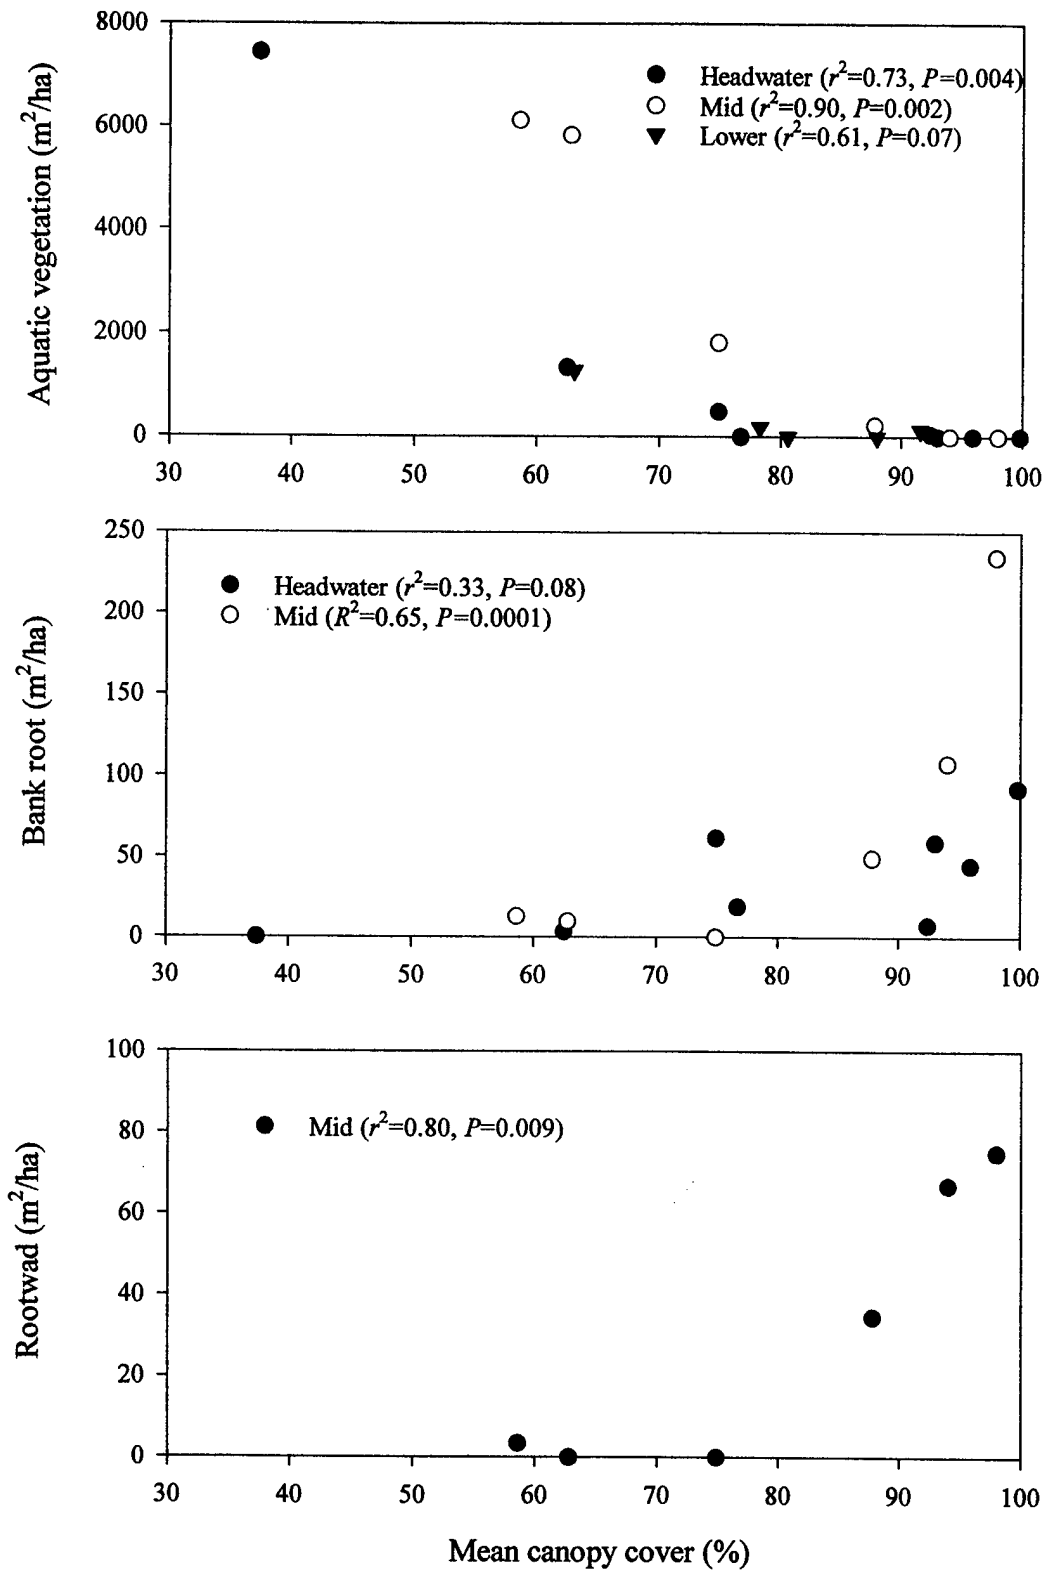 8000
6000
4000
2000
0
Aquatic vegetation (m²/ha)
Headwater (r²=0.73, P=0.004)
Mid (r²=0.90, P=0.002)
Lower (r²=0.61, P=0.07)
30 40 50 60 70 80 90 100
250
200
150
100
50
0
Bank root (m²/ha)
Headwater (r²=0.33, P=0.08)
Mid (R²=0.65, P=0.0001)
30 40 50 60 70 80 90 100
100
80
60
40
20
0
Rootwad (m²/ha)
Mid (r²=0.80, P=0.009)
30 40 50 60 70 80 90 100
Mean canopy cover (%)